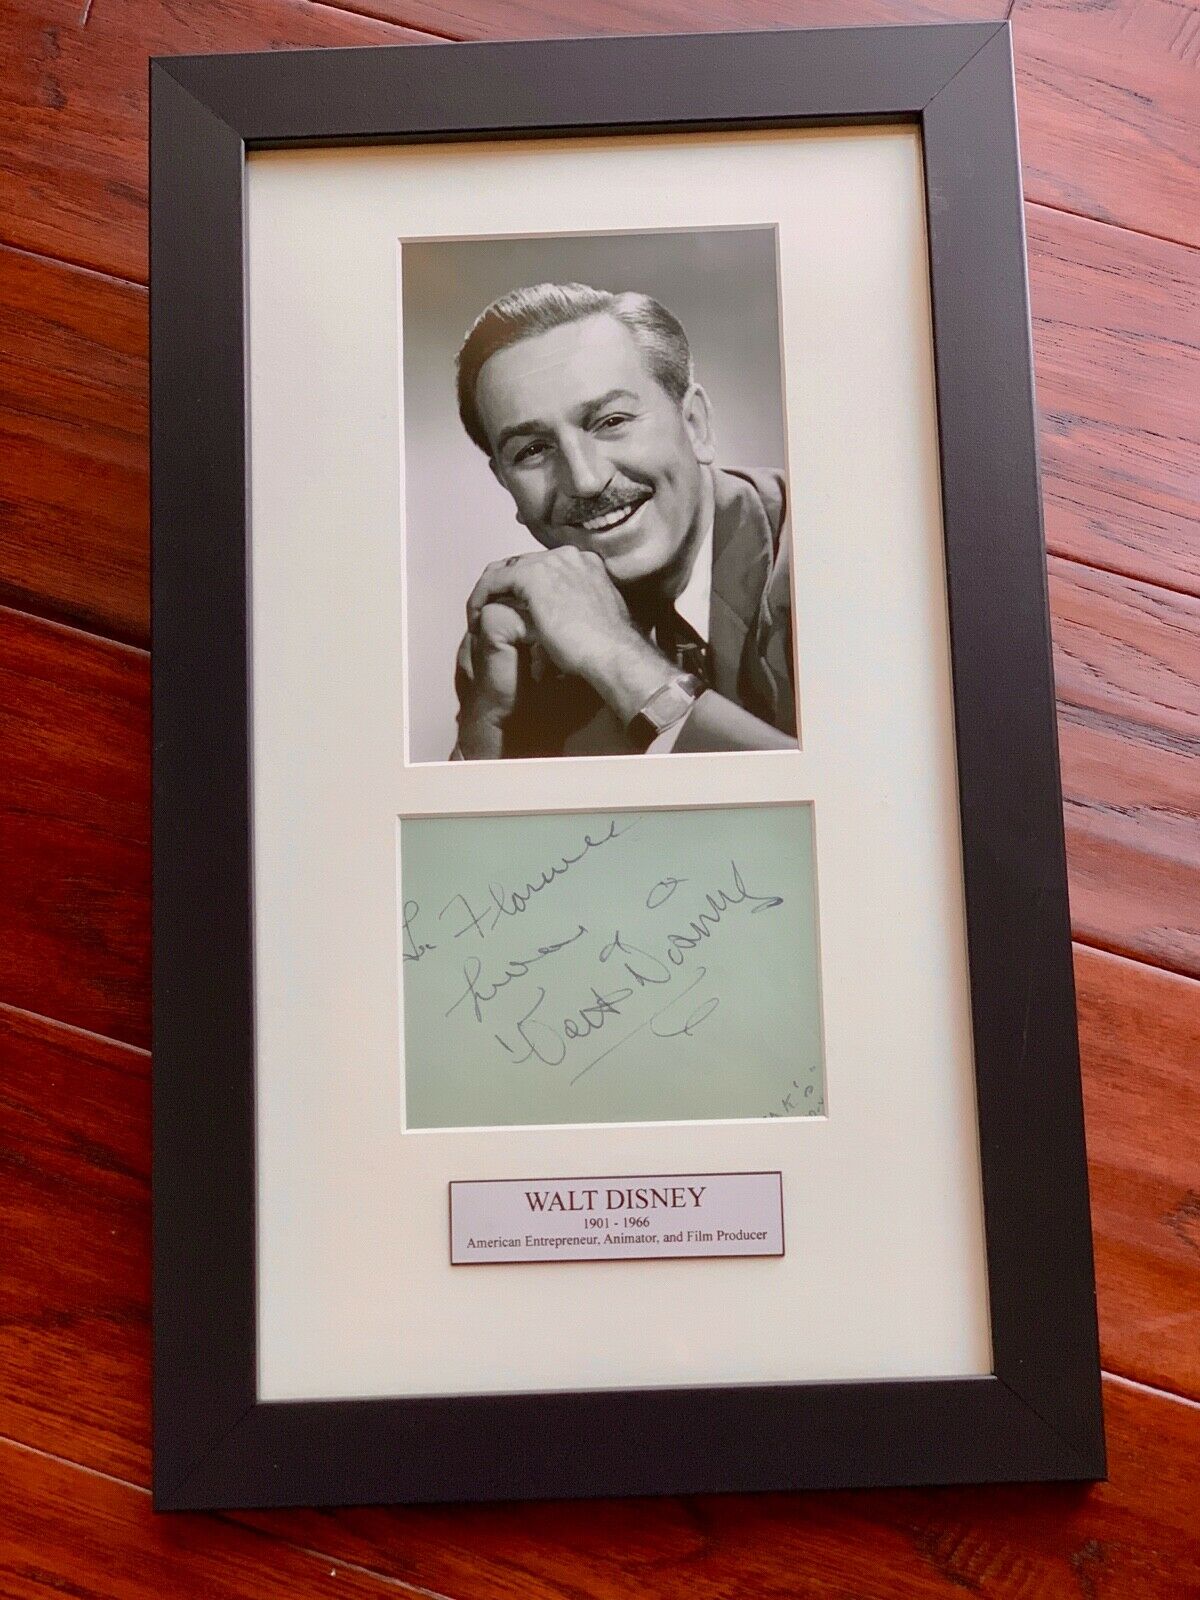 To Florence
Walt Disney
WALT DISNEY
1901 - 1966
American Entrepreneur, Animator, and Film Producer